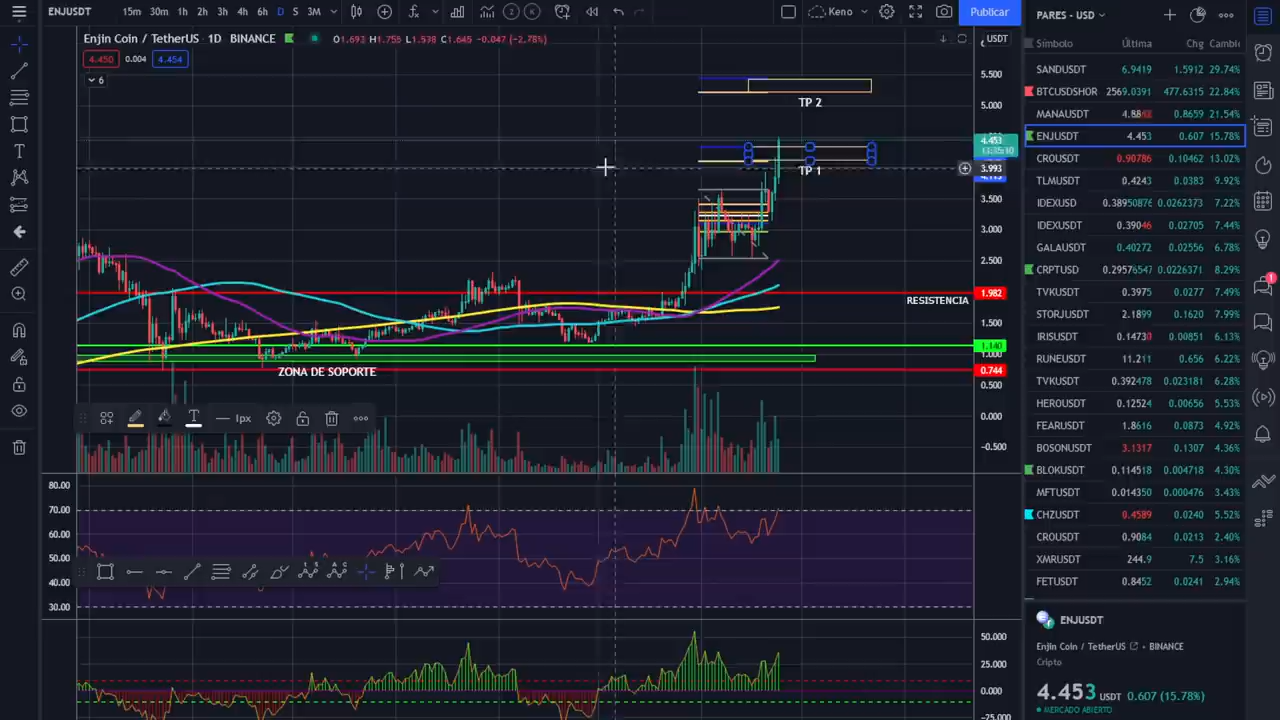 ENJUSDT 15m 30m 1h 2h 3h 4h 6h D S 3M Keno Publicar
PARES - USD
Enjin Coin / TetherUS · 1D BINANCE O1.693 H1.755 L1.538 C1.645 -0.047 (-2.78%)
USDT
4.450 0.004 4.454
6
5.500
5.000
4.453
3.993
3.500
3.000
2.500
1.982
1.500
1.140
1.000
0.744
0.500
0.000
-0.500
TP 2
TP 1
RESISTENCIA
ZONA DE SOPORTE
1px
80.00
70.00
60.00
50.00
40.00
30.00
50.000
25.000
0.000
-25.000
Símbolo Última Chg Cambio
SANDUSDT 6.9419 1.5912 29.74%
BTCUSDSHOR 2569.0391 477.6315 22.84%
MANAUSDT 0.8659 21.54%
ENJUSDT 4.453 0.607 15.78%
CROUSDT 0.90786 0.10462 13.02%
TLMUSDT 0.4243 0.0383 9.92%
IDEXUSD 0.3895087 0.0262373 7.22%
IDEXUSDT 0.39046 0.02705 7.44%
GALAUSDT 0.40272 0.02556 6.78%
CRPTUSD 0.2957654 0.0226371 8.29%
TVKUSDT 0.3975 0.0277 7.49%
STORJUSDT 2.1899 0.1620 7.99%
IRISUSDT 0.14730 0.00851 6.13%
RUNEUSDT 11.211 0.656 6.22%
TVKUSDT 0.392478 0.023181 6.28%
HEROUSDT 0.12524 0.00656 5.53%
FEARUSDT 1.8616 0.0873 4.92%
BOSONUSDT 3.1317 0.1307 4.36%
BLOKUSDT 0.114518 0.004718 4.30%
MFTUSDT 0.014350 0.000476 3.43%
CHZUSDT 0.4589 0.0240 5.52%
CROUSDT 0.9084 0.0213 2.40%
XMRUSDT 244.9 7.5 3.16%
FETUSDT 0.8452 0.0241 2.94%
ENJUSDT
Enjin Coin / TetherUS • BINANCE
Cripto
4.453 USDT 0.607 (15.78%)
MERCADO ABIERTO